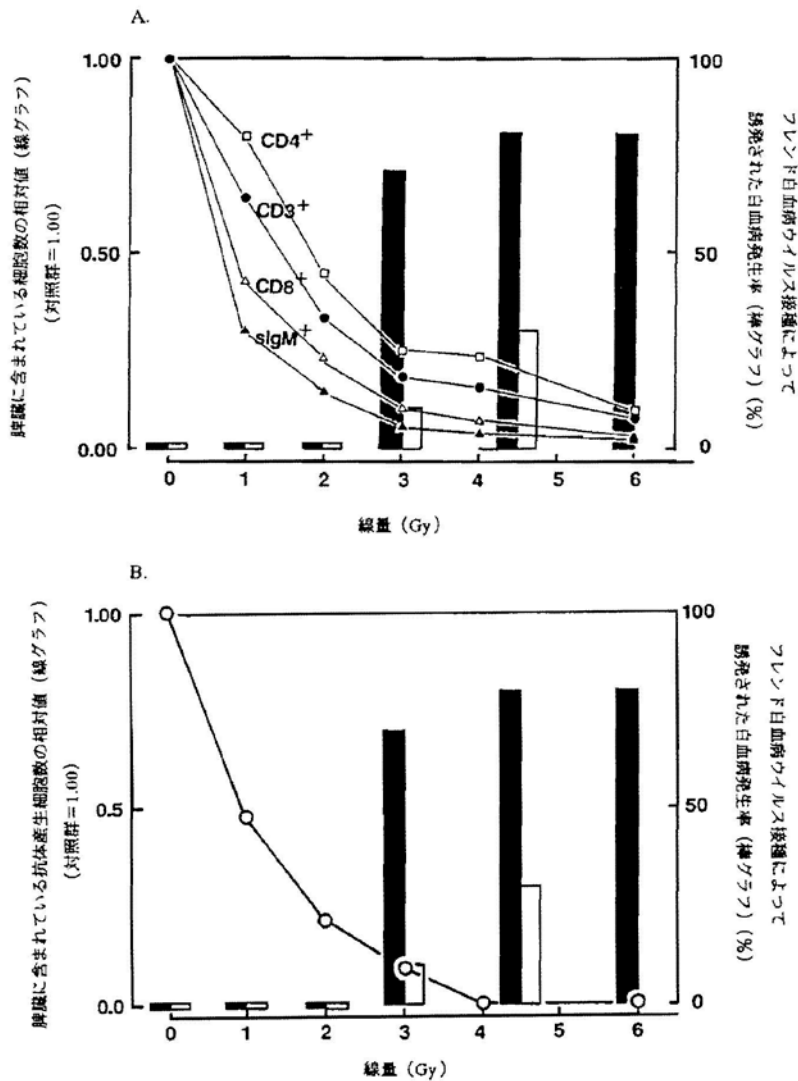 A.
脾臓に含まれている細胞数の相対値 (線グラフ)
(対照群=1.00)
1.00
0.50
0.00
CD4+
CD3+
CD8+
sIgM+
100
50
0
フレンド白血病ウイルス接種によって
誘発された白血病発生率 (棒グラフ) (%)
0 1 2 3 4 5 6
線量 (Gy)
B.
脾臓に含まれている抗体産生細胞数の相対値 (線グラフ)
(対照群=1.00)
1.00
0.5
0.0
100
50
0
フレンド白血病ウイルス接種によって
誘発された白血病発生率 (棒グラフ) (%)
0 1 2 3 4 5 6
線量 (Gy)